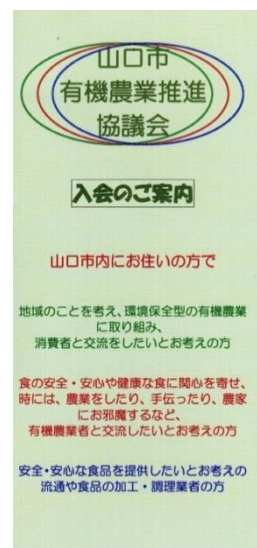 山口市
有機農業推進
協議会
入会のご案内
山口市内にお住いの方で
地域のことを考え、環境保全型の有機農業
に取り組み、
消費者と交流をしたいとお考えの方
食の安全・安心や健康な食に関心を寄せ、
時には、農業をしたり、手伝ったり、農家
にお邪魔するなど、
有機農業者と交流したいとお考えの方
安全・安心な食品を提供したいとお考えの
流通や食品の加工・調理業者の方